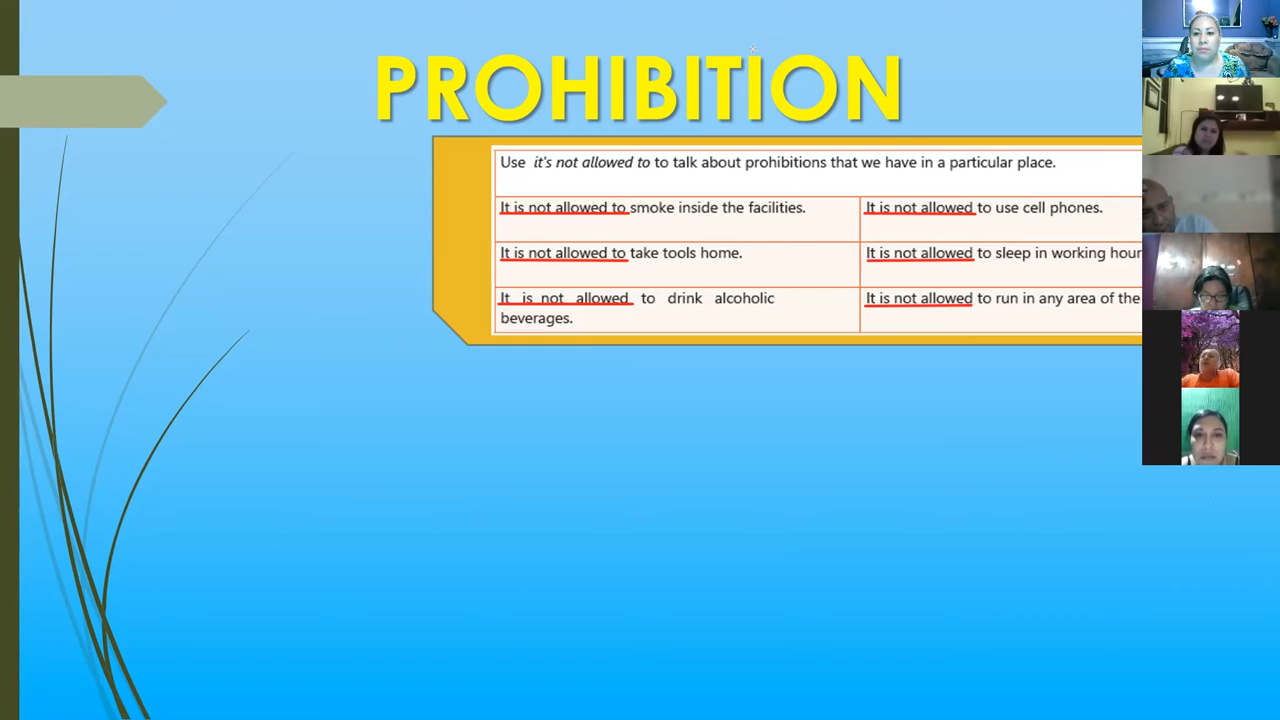 PROHIBITION
Use it's not allowed to to talk about prohibitions that we have in a particular place.
It is not allowed to smoke inside the facilities.
It is not allowed to use cell phones.
It is not allowed to take tools home.
It is not allowed to sleep in working hour
It is not allowed to drink alcoholic
beverages.
It is not allowed to run in any area of the